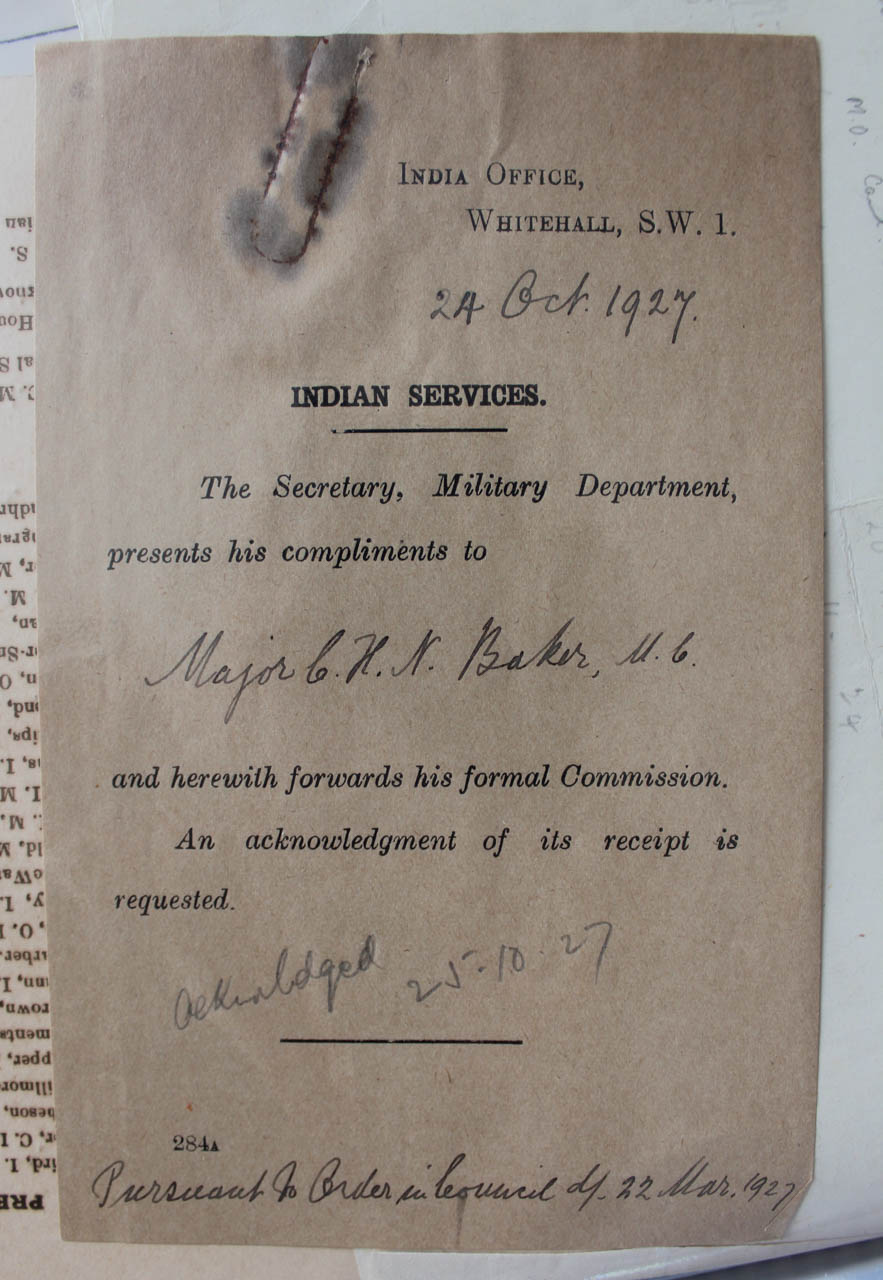 INDIA OFFICE,
WHITEHALL, S.W. 1.
24 Oct. 1927.
INDIAN SERVICES.
The Secretary, Military Department,
presents his compliments to
Major C. H. N. Baker, M.C.
and herewith forwards his formal Commission.
An acknowledgment of its receipt is
requested.
Acknowledged 25.10.27
284A
Pursuant to Order in Council d/- 22 Mar. 1927
M.O.